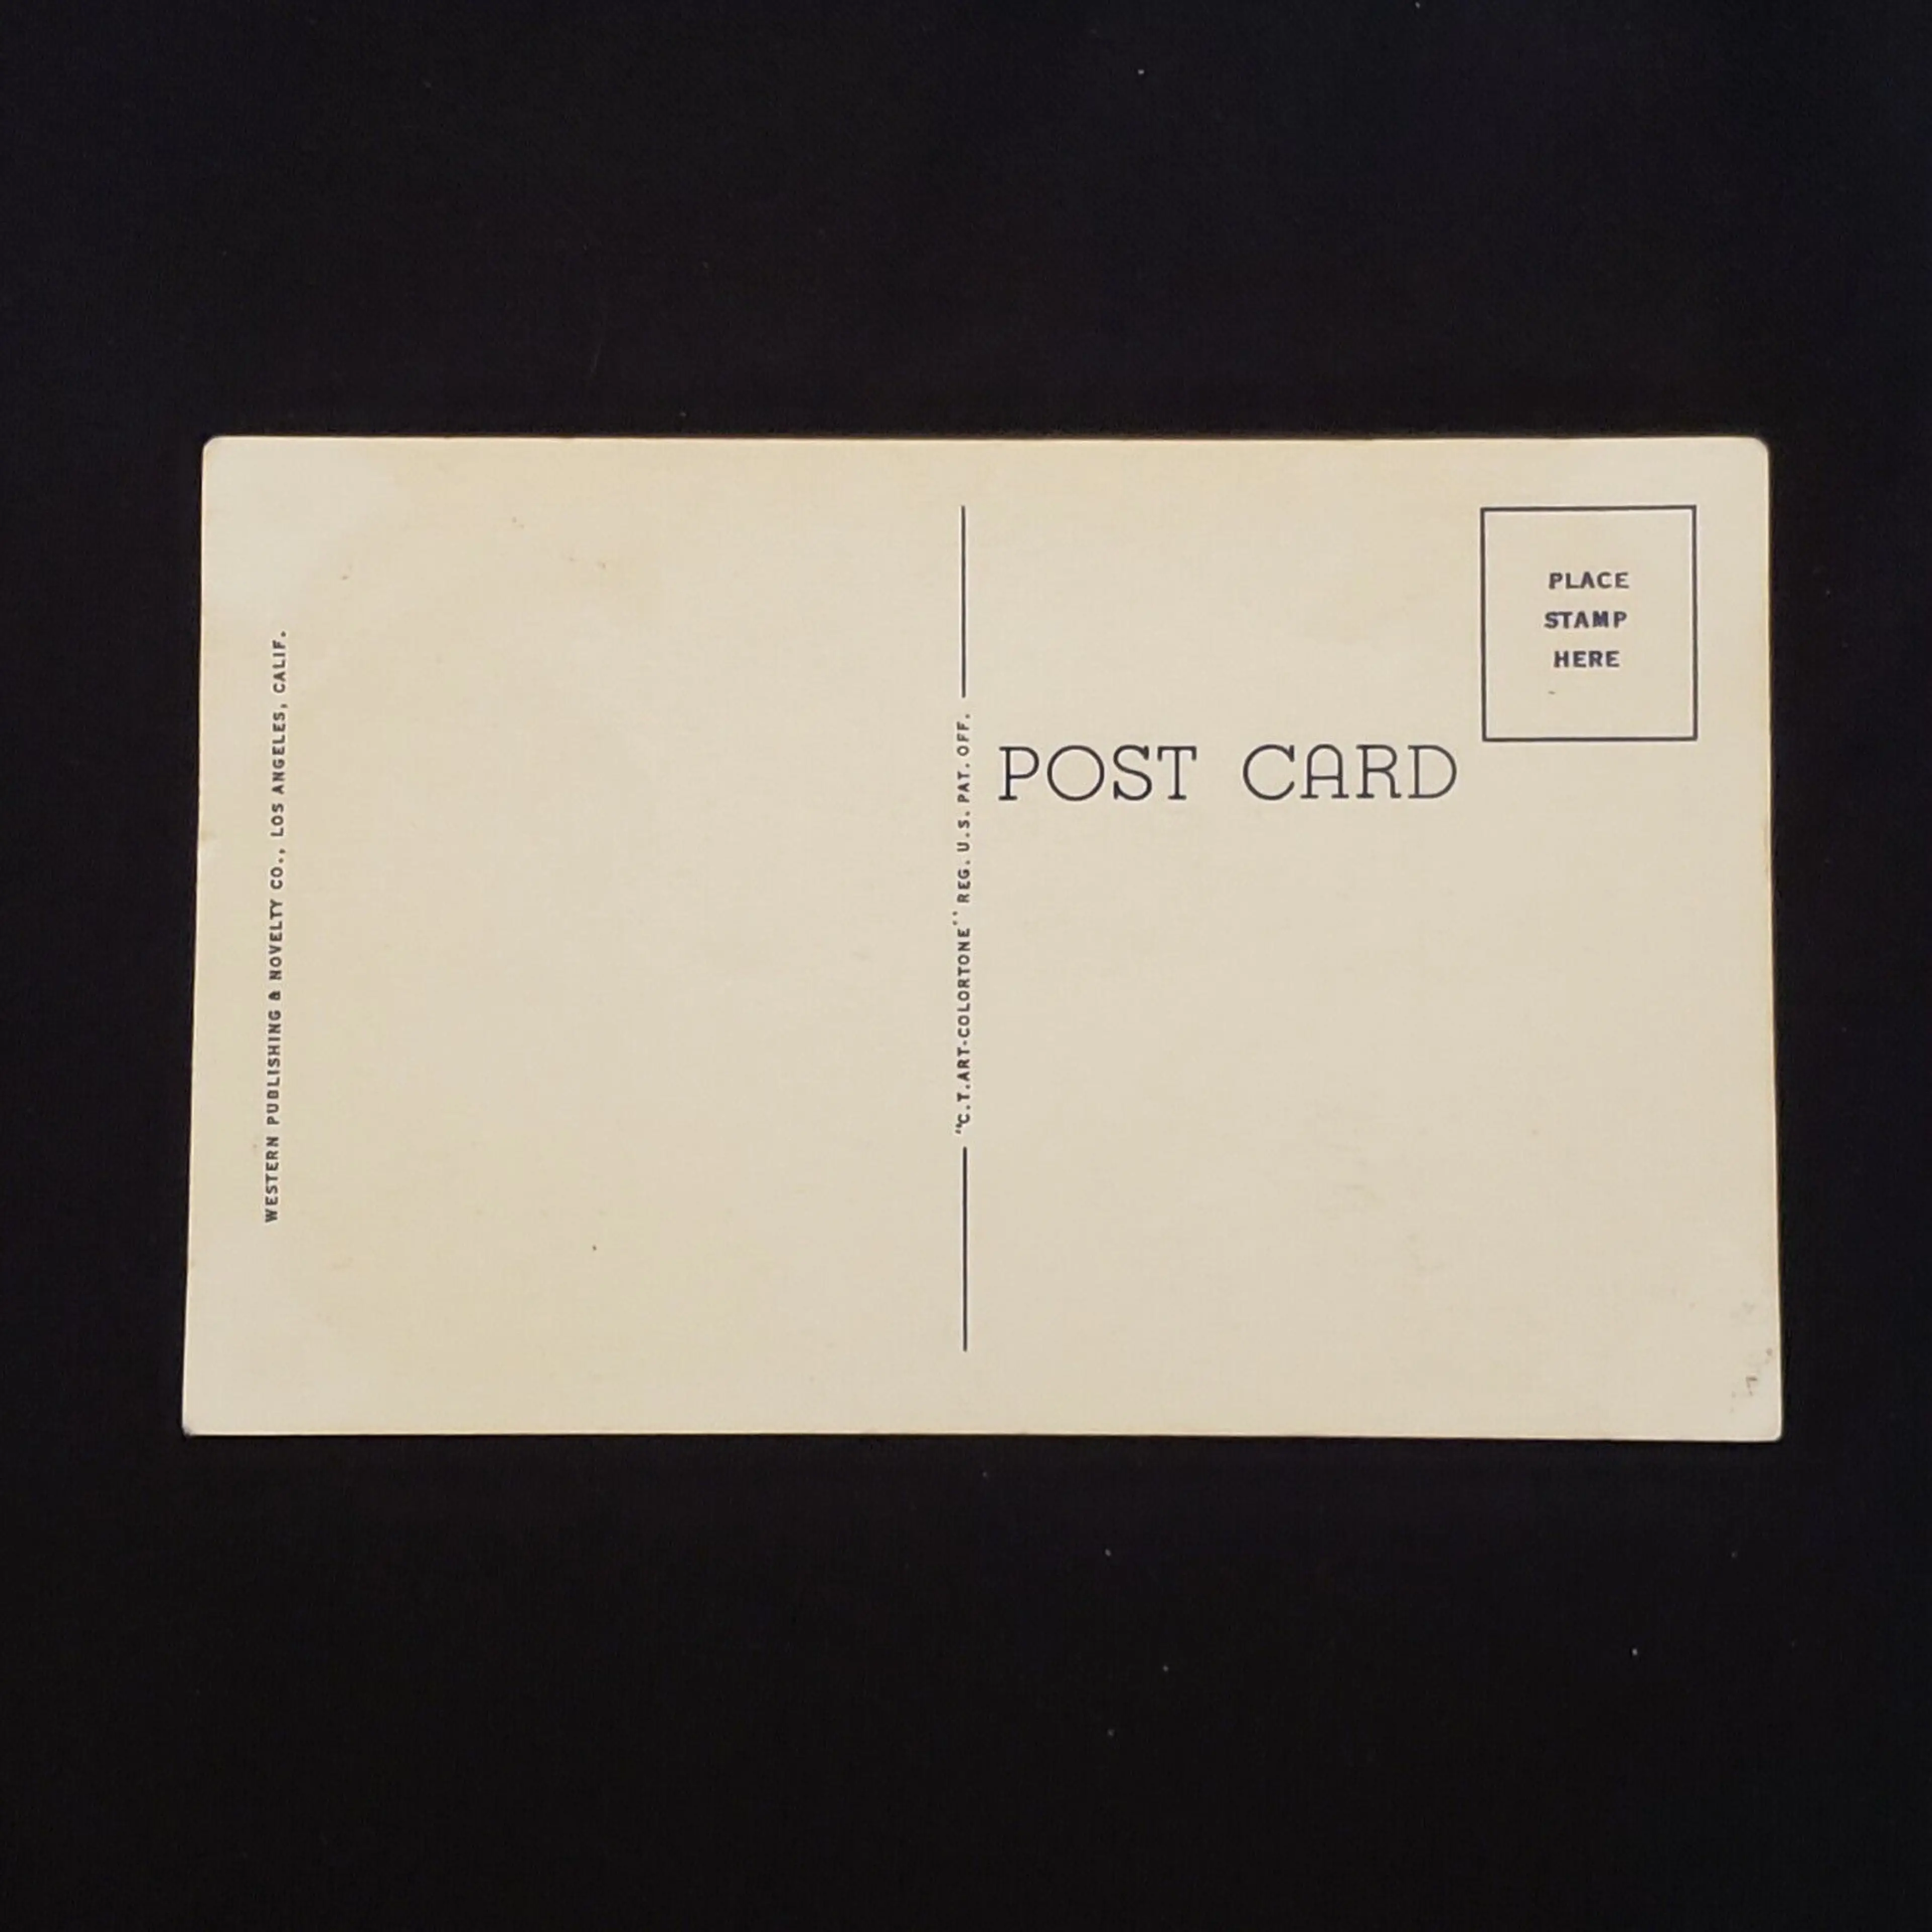 WESTERN PUBLISHING & NOVELTY CO., LOS ANGELES, CALIF.
"C.T.ART-COLORTONE" REG. U.S. PAT. OFF.
PLACE
STAMP
HERE
POST CARD